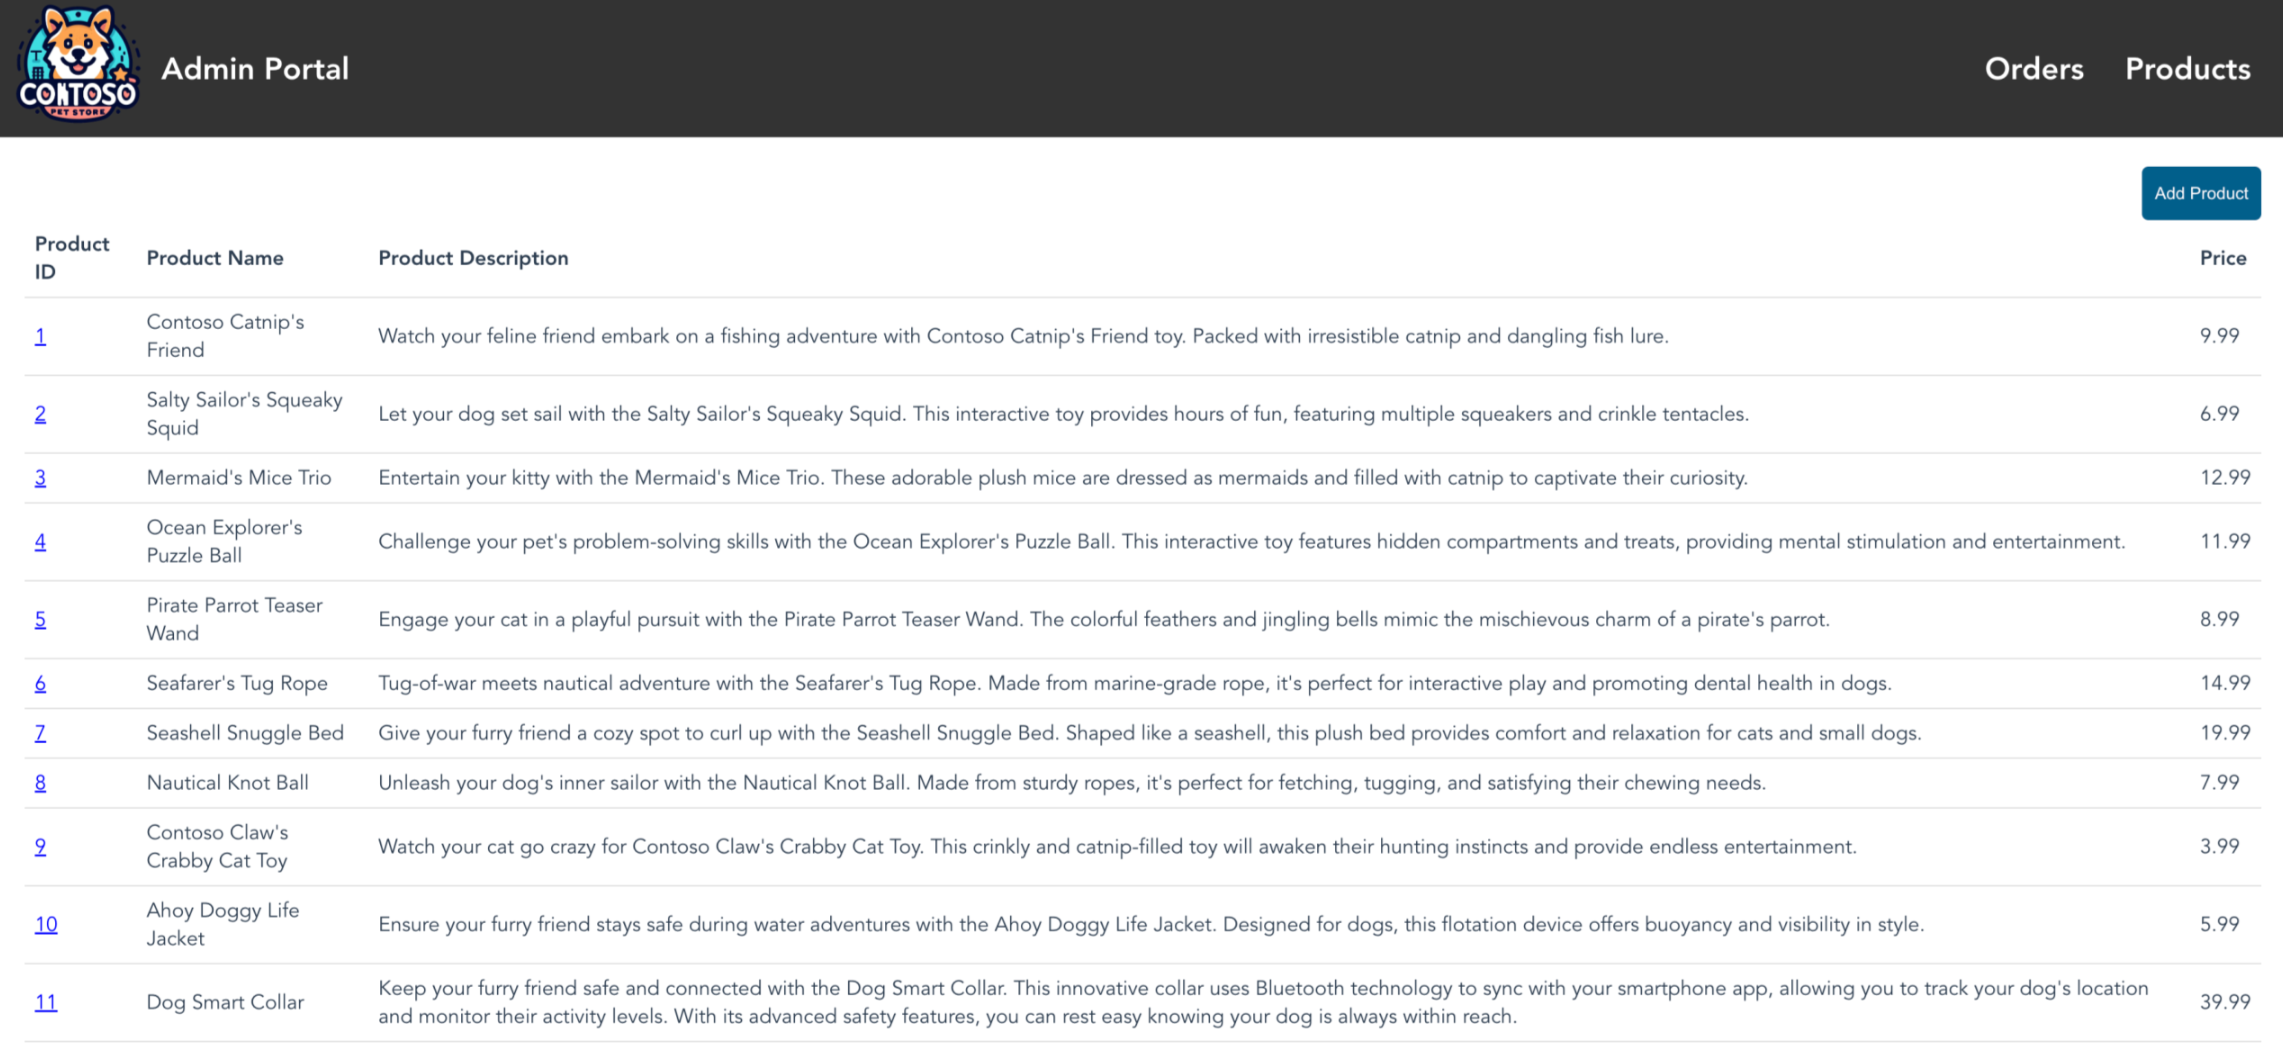 CONTOSO
PET STORE
Admin Portal
Orders
Products
Add Product
Product
ID
Product Name
Product Description
Price
1
Contoso Catnip's
Friend
Watch your feline friend embark on a fishing adventure with Contoso Catnip's Friend toy. Packed with irresistible catnip and dangling fish lure.
9.99
2
Salty Sailor's Squeaky
Squid
Let your dog set sail with the Salty Sailor's Squeaky Squid. This interactive toy provides hours of fun, featuring multiple squeakers and crinkle tentacles.
6.99
3
Mermaid's Mice Trio
Entertain your kitty with the Mermaid's Mice Trio. These adorable plush mice are dressed as mermaids and filled with catnip to captivate their curiosity.
12.99
4
Ocean Explorer's
Puzzle Ball
Challenge your pet's problem-solving skills with the Ocean Explorer's Puzzle Ball. This interactive toy features hidden compartments and treats, providing mental stimulation and entertainment.
11.99
5
Pirate Parrot Teaser
Wand
Engage your cat in a playful pursuit with the Pirate Parrot Teaser Wand. The colorful feathers and jingling bells mimic the mischievous charm of a pirate's parrot.
8.99
6
Seafarer's Tug Rope
Tug-of-war meets nautical adventure with the Seafarer's Tug Rope. Made from marine-grade rope, it's perfect for interactive play and promoting dental health in dogs.
14.99
7
Seashell Snuggle Bed
Give your furry friend a cozy spot to curl up with the Seashell Snuggle Bed. Shaped like a seashell, this plush bed provides comfort and relaxation for cats and small dogs.
19.99
8
Nautical Knot Ball
Unleash your dog's inner sailor with the Nautical Knot Ball. Made from sturdy ropes, it's perfect for fetching, tugging, and satisfying their chewing needs.
7.99
9
Contoso Claw's
Crabby Cat Toy
Watch your cat go crazy for Contoso Claw's Crabby Cat Toy. This crinkly and catnip-filled toy will awaken their hunting instincts and provide endless entertainment.
3.99
10
Ahoy Doggy Life
Jacket
Ensure your furry friend stays safe during water adventures with the Ahoy Doggy Life Jacket. Designed for dogs, this flotation device offers buoyancy and visibility in style.
5.99
11
Dog Smart Collar
Keep your furry friend safe and connected with the Dog Smart Collar. This innovative collar uses Bluetooth technology to sync with your smartphone app, allowing you to track your dog's location
and monitor their activity levels. With its advanced safety features, you can rest easy knowing your dog is always within reach.
39.99